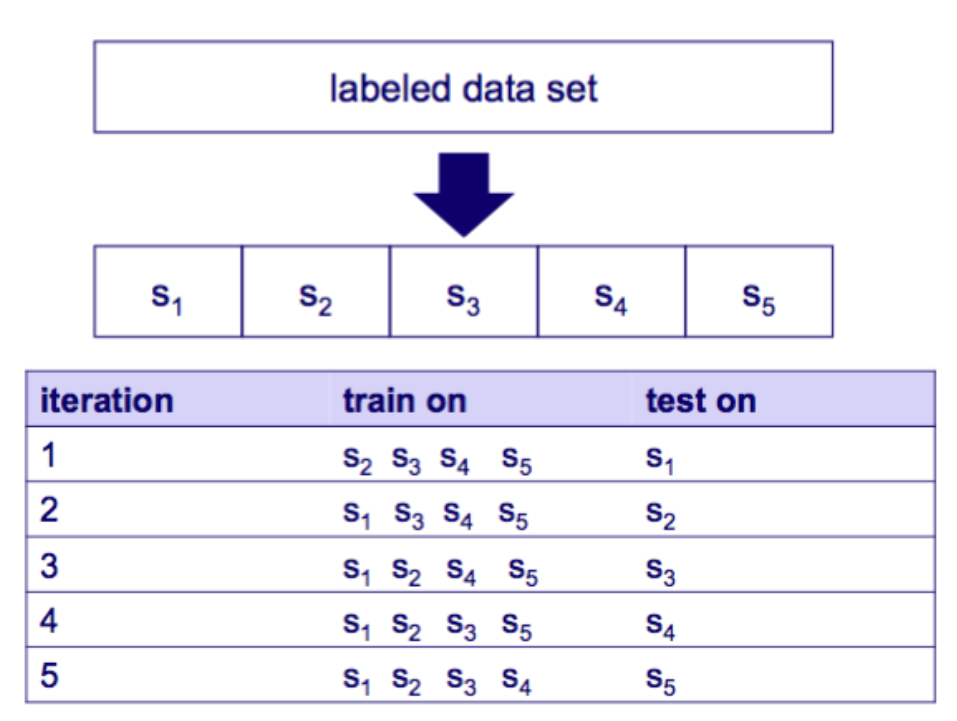 labeled data set
s₁ s₂ s₃ s₄ s₅
iteration train on test on
1 s₂ s₃ s₄ s₅ s₁
2 s₁ s₃ s₄ s₅ s₂
3 s₁ s₂ s₄ s₅ s₃
4 s₁ s₂ s₃ s₅ s₄
5 s₁ s₂ s₃ s₄ s₅